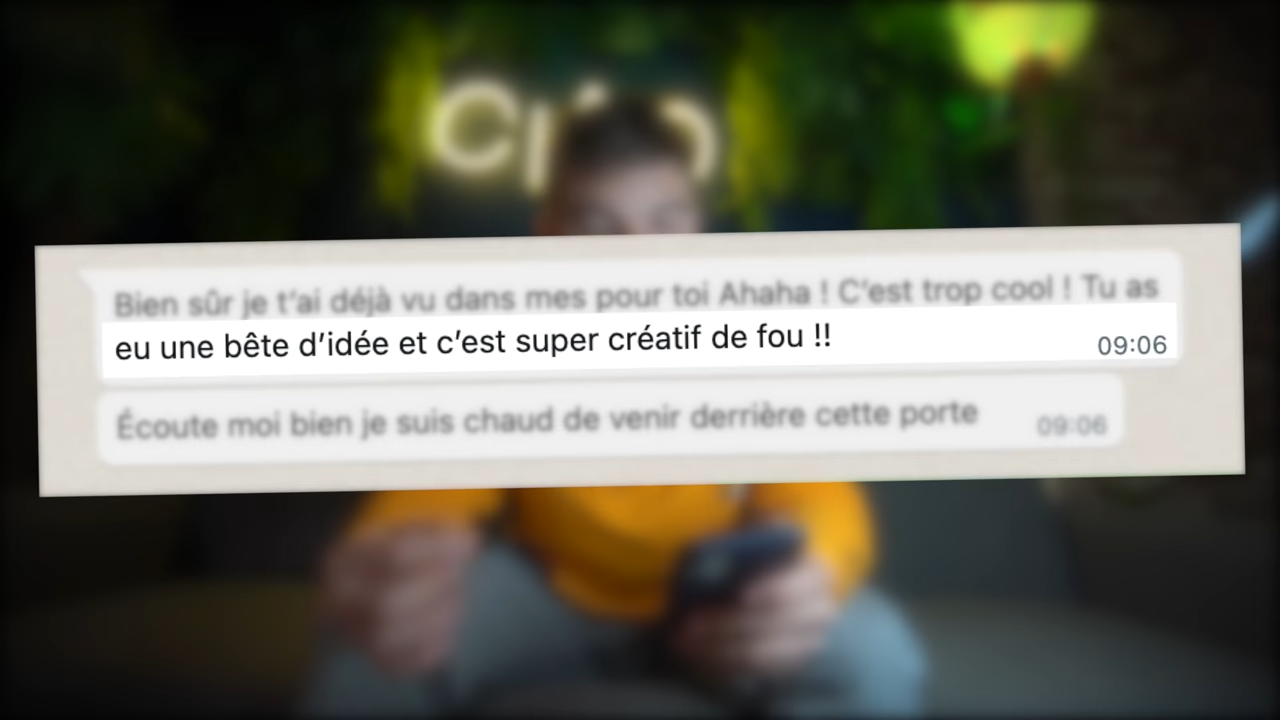 Bien sûr je t’ai déjà vu dans mes pour toi Ahaha ! C’est trop cool ! Tu as
eu une bête d’idée et c’est super créatif de fou !!
09:06
Écoute moi bien je suis chaud de venir derrière cette porte
09:06